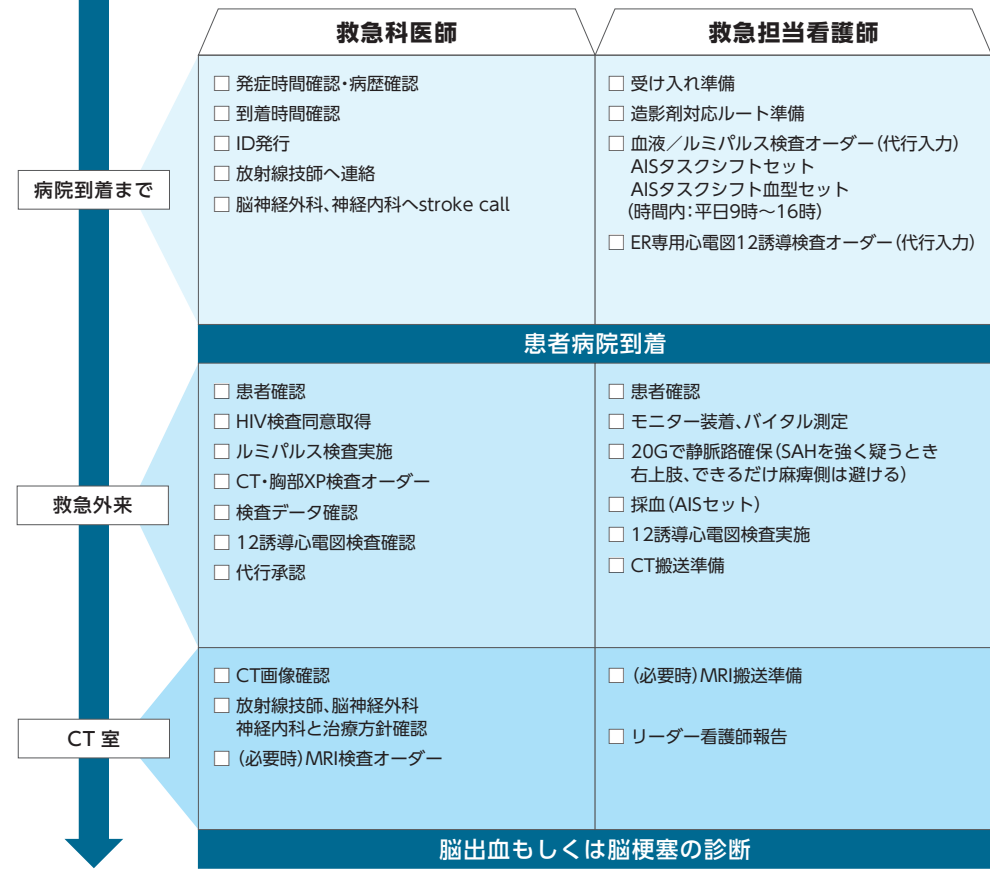 救急科医師
救急担当看護師
病院到着まで
□ 発症時間確認・病歴確認
□ 到着時間確認
□ ID発行
□ 放射線技師へ連絡
□ 脳神経外科、神経内科へstroke call
□ 受け入れ準備
□ 造影剤対応ルート準備
□ 血液／ルミパルス検査オーダー（代行入力）
AISタスクシフトセット
AISタスクシフト血型セット
（時間内：平日9時〜16時）
□ ER専用心電図12誘導検査オーダー（代行入力）
患者病院到着
救急外来
□ 患者確認
□ HIV検査同意取得
□ ルミパルス検査実施
□ CT・胸部XP検査オーダー
□ 検査データ確認
□ 12誘導心電図検査確認
□ 代行承認
□ 患者確認
□ モニター装着、バイタル測定
□ 20Gで静脈路確保（SAHを強く疑うとき
右上肢、できるだけ麻痺側は避ける）
□ 採血（AISセット）
□ 12誘導心電図検査実施
□ CT搬送準備
CT 室
□ CT画像確認
□ 放射線技師、脳神経外科
神経内科と治療方針確認
□ （必要時）MRI検査オーダー
□ （必要時）MRI搬送準備
□ リーダー看護師報告
脳出血もしくは脳梗塞の診断